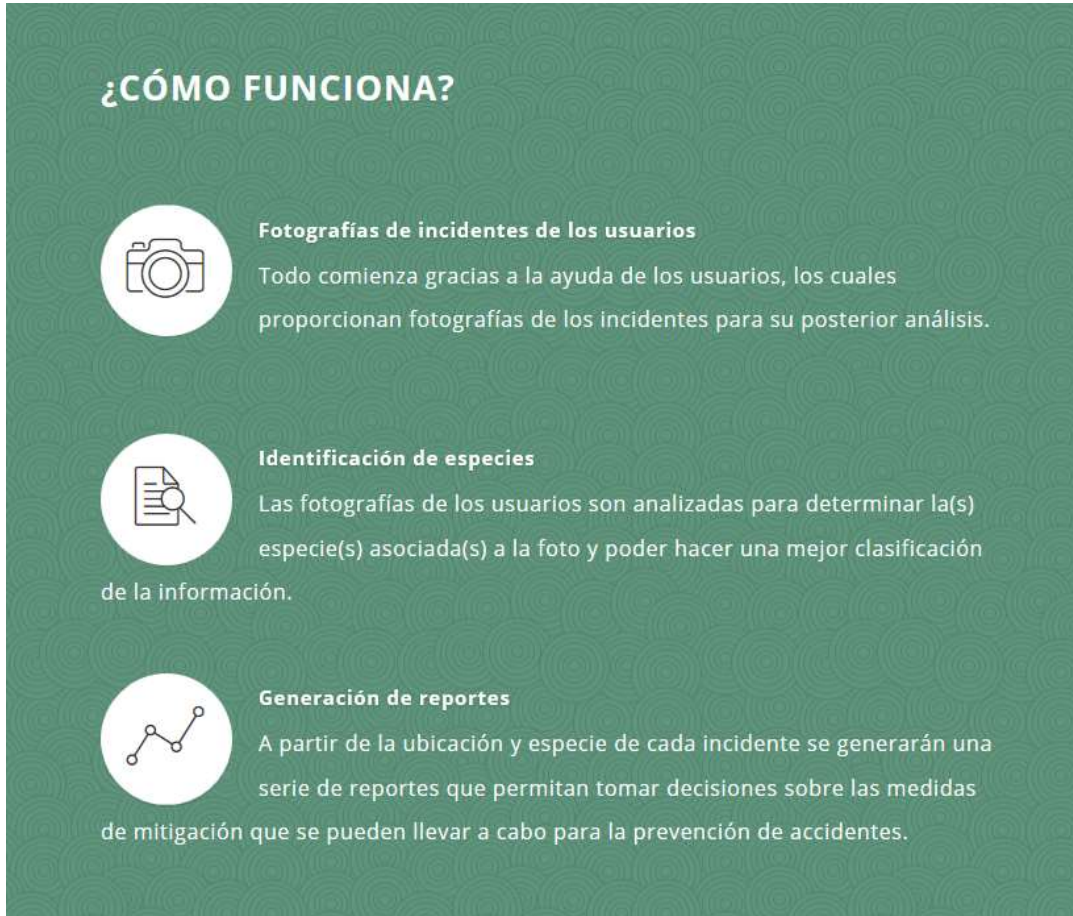 ¿CÓMO FUNCIONA?
Fotografías de incidentes de los usuarios
Todo comienza gracias a la ayuda de los usuarios, los cuales
proporcionan fotografías de los incidentes para su posterior análisis.
Identificación de especies
Las fotografías de los usuarios son analizadas para determinar la(s)
especie(s) asociada(s) a la foto y poder hacer una mejor clasificación
de la información.
Generación de reportes
A partir de la ubicación y especie de cada incidente se generarán una
serie de reportes que permitan tomar decisiones sobre las medidas
de mitigación que se pueden llevar a cabo para la prevención de accidentes.